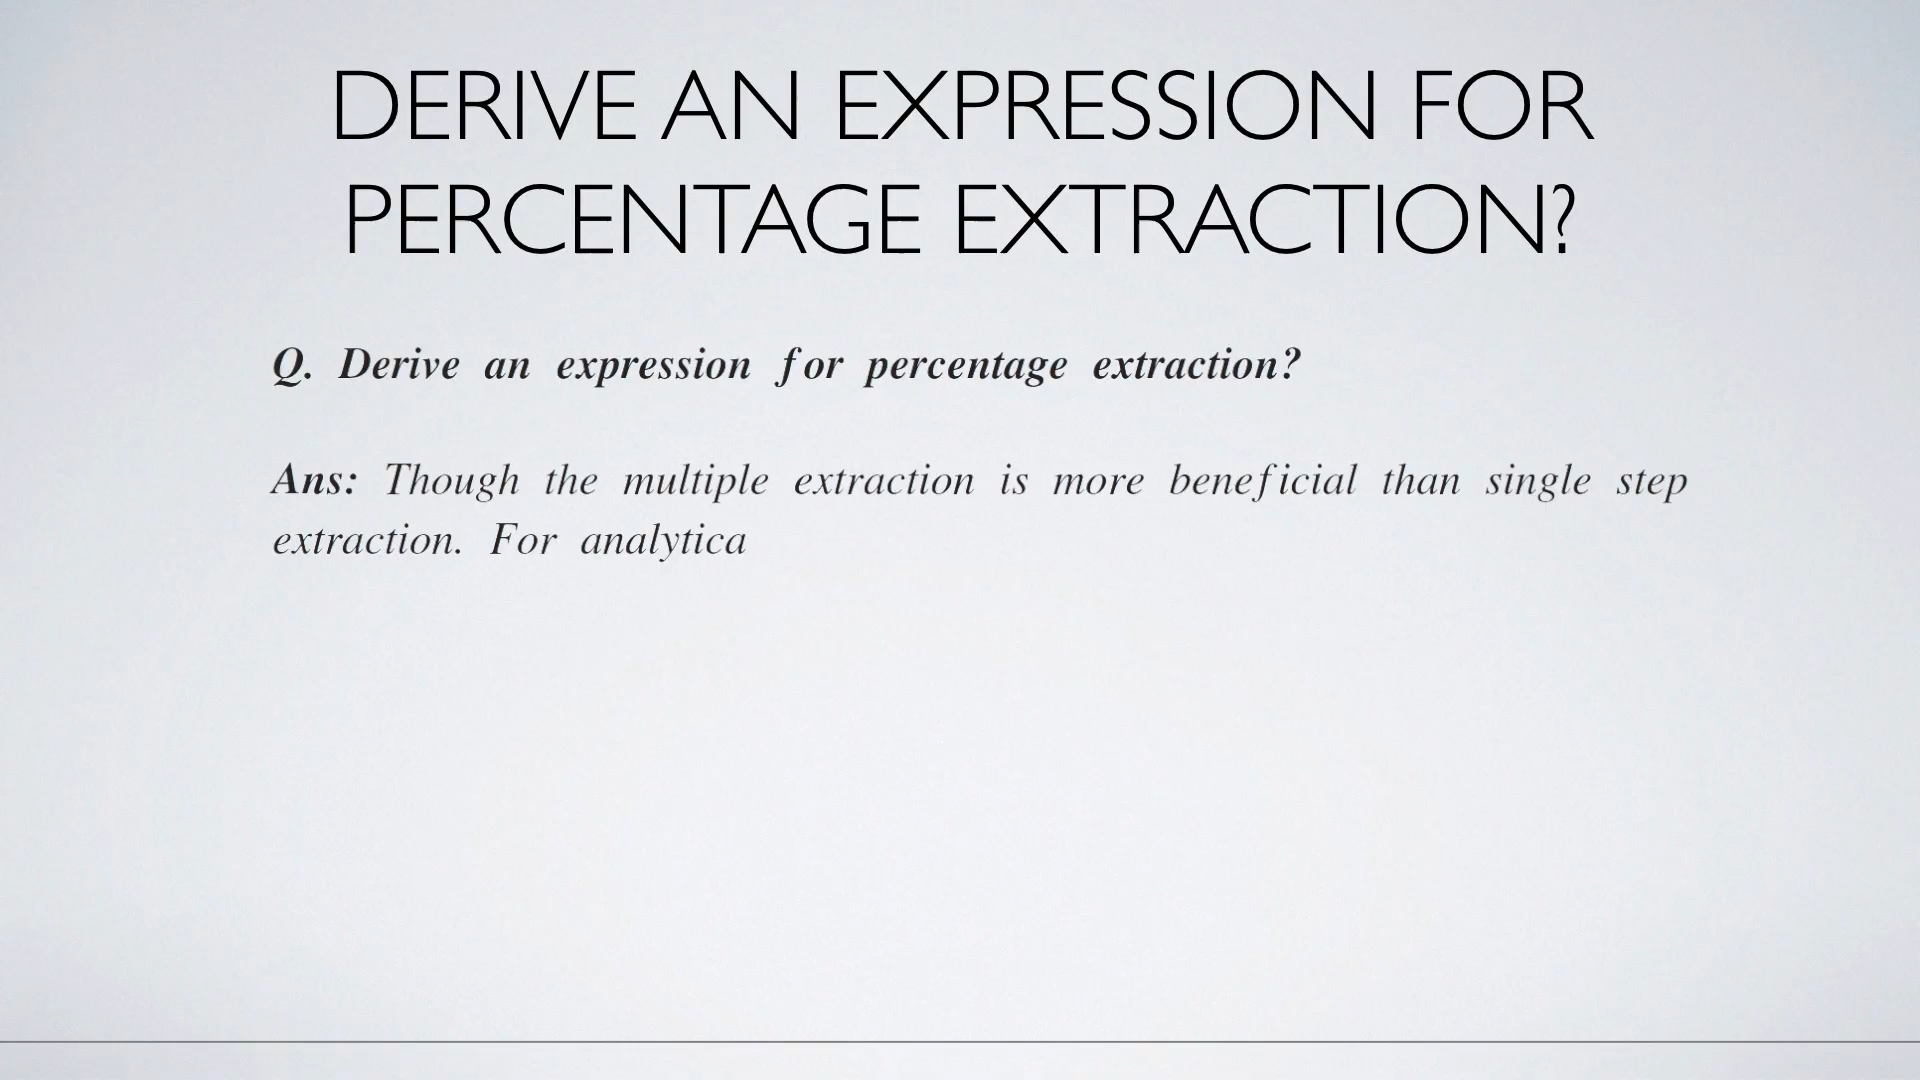 DERIVE AN EXPRESSION FOR
PERCENTAGE EXTRACTION?
Q. Derive an expression for percentage extraction?
Ans: Though the multiple extraction is more beneficial than single step
extraction. For analytica